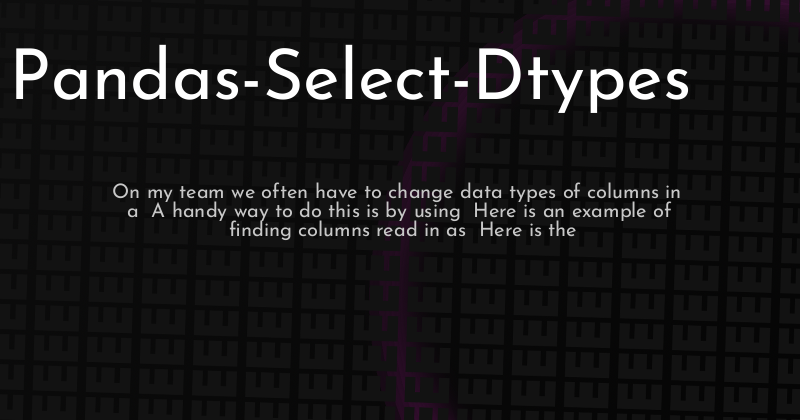 Pandas-Select-Dtypes
On my team we often have to change data types of columns in
a  A handy way to do this is by using  Here is an example of
finding columns read in as  Here is the